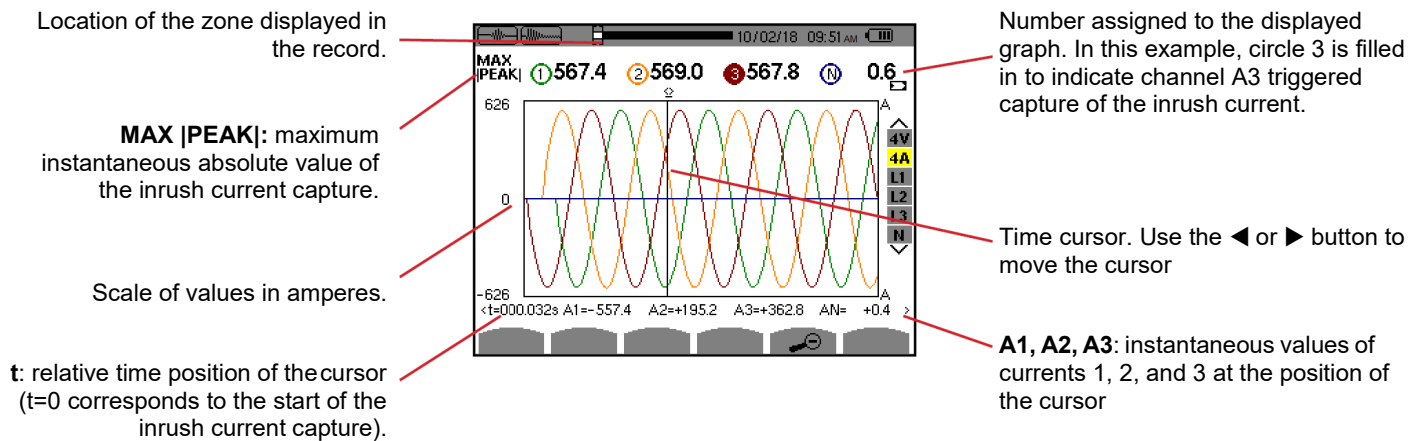 Location of the zone displayed in
the record.
MAX |PEAK|: maximum
instantaneous absolute value of
the inrush current capture.
Scale of values in amperes.
t: relative time position of thecursor
(t=0 corresponds to the start of the
inrush current capture).
10/02/18 09:51 AM
MAX
|PEAK| 1 567.4 2 569.0 3 567.8 N 0.6
626 A
4V
4A
L1
L2
0
L3
N
-626 A
<t=000.032s A1=-557.4 A2=+195.2 A3=+362.8 AN= +0.4 >
Number assigned to the displayed
graph. In this example, circle 3 is filled
in to indicate channel A3 triggered
capture of the inrush current.
Time cursor. Use the ◀ or ▶ button to
move the cursor
A1, A2, A3: instantaneous values of
currents 1, 2, and 3 at the position of
the cursor